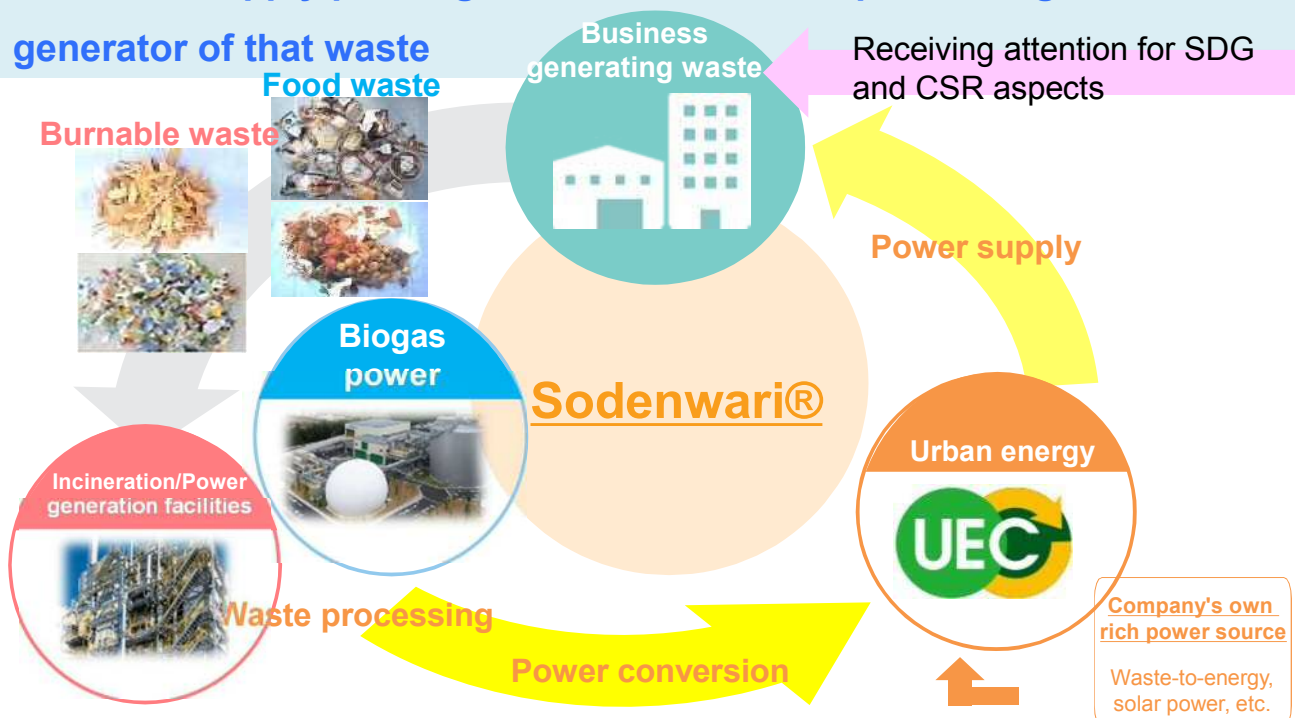 generator of that waste
Business
generating waste
Receiving attention for SDG
and CSR aspects
Food waste
Burnable waste
Power supply
Biogas
power
Sodenwari®
Urban energy
Incineration/Power
generation facilities
UEC
Waste processing
Company's own
rich power source
Power conversion
Waste-to-energy,
solar power, etc.